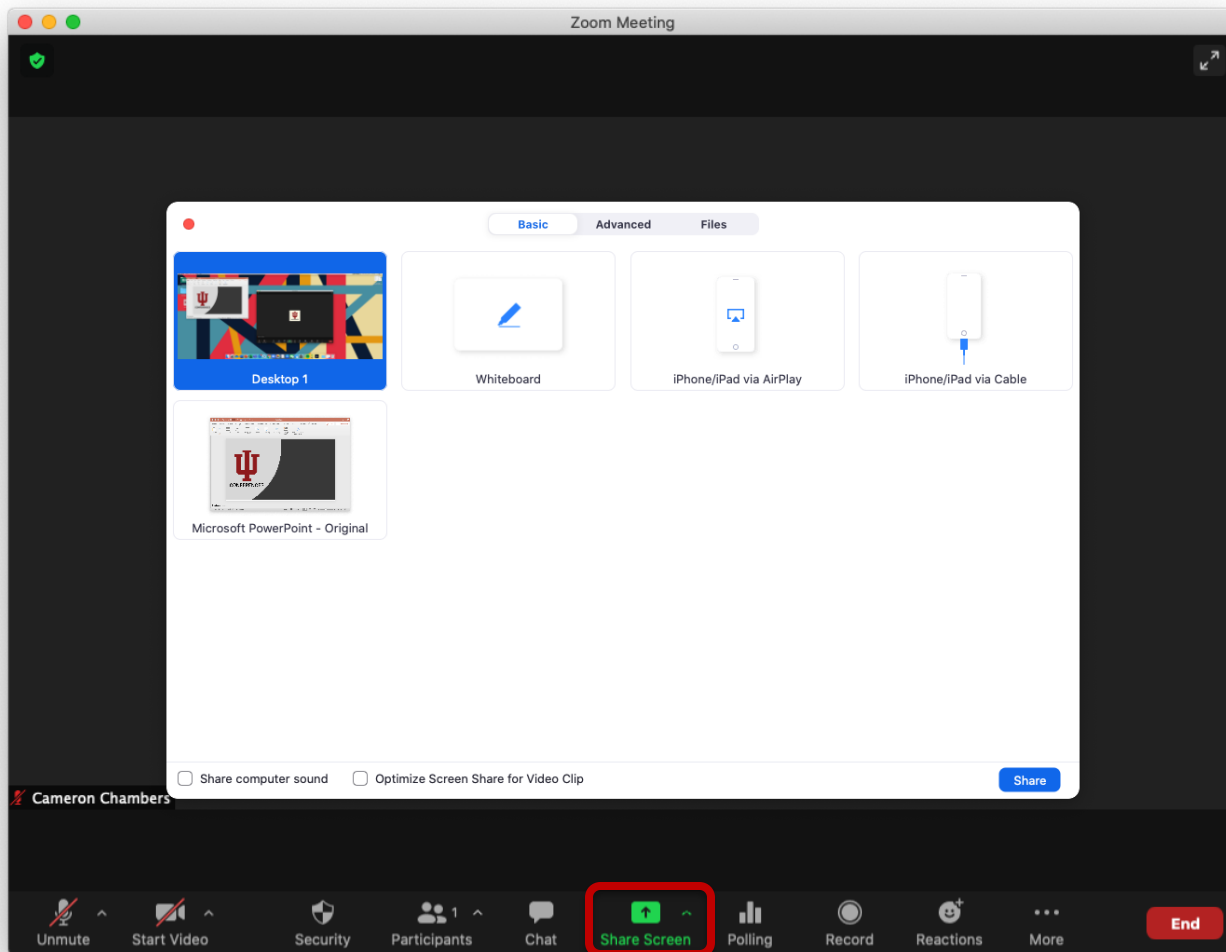 Zoom Meeting
Basic Advanced Files
Desktop 1 Whiteboard iPhone/iPad via AirPlay iPhone/iPad via Cable
CONFERENCES
Microsoft PowerPoint - Original
Share computer sound Optimize Screen Share for Video Clip Share
Cameron Chambers
1
Unmute Start Video Security Participants Chat Share Screen Polling Record Reactions More End